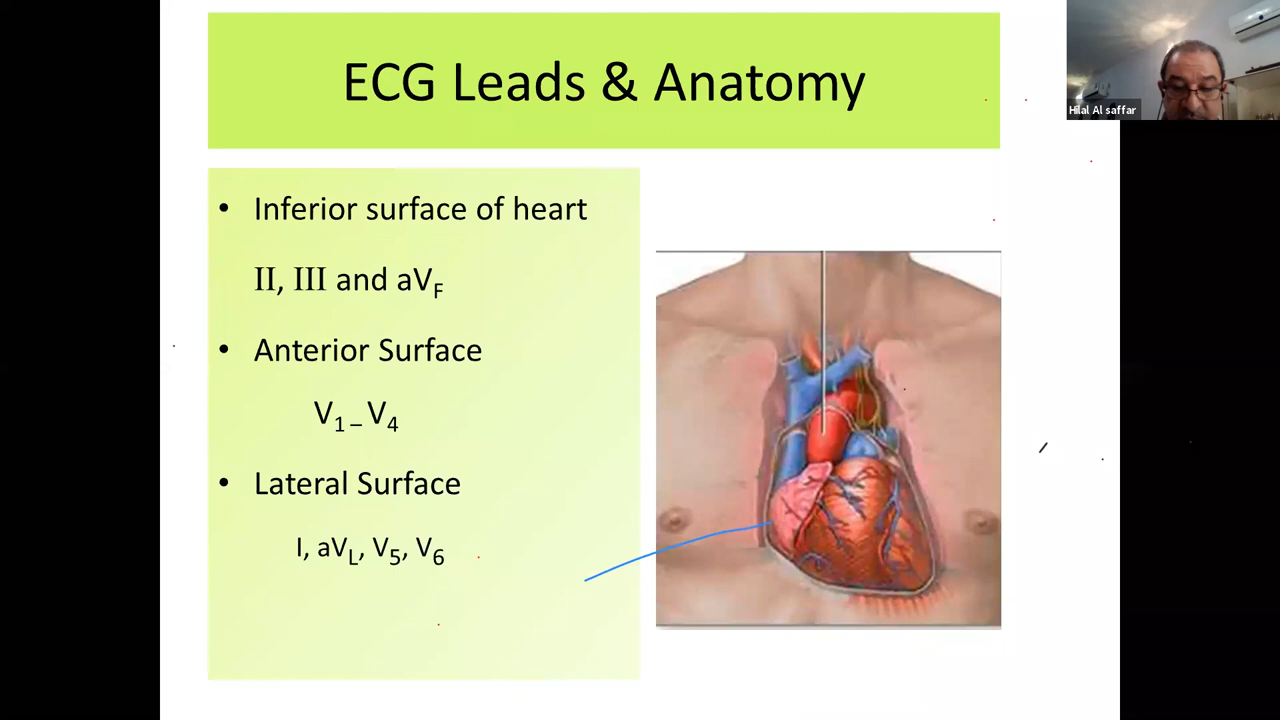 ECG Leads & Anatomy
Hilal Al saffar
• Inferior surface of heart
II, III and aVF
• Anterior Surface
V1 – V4
• Lateral Surface
I, aVL, V5, V6